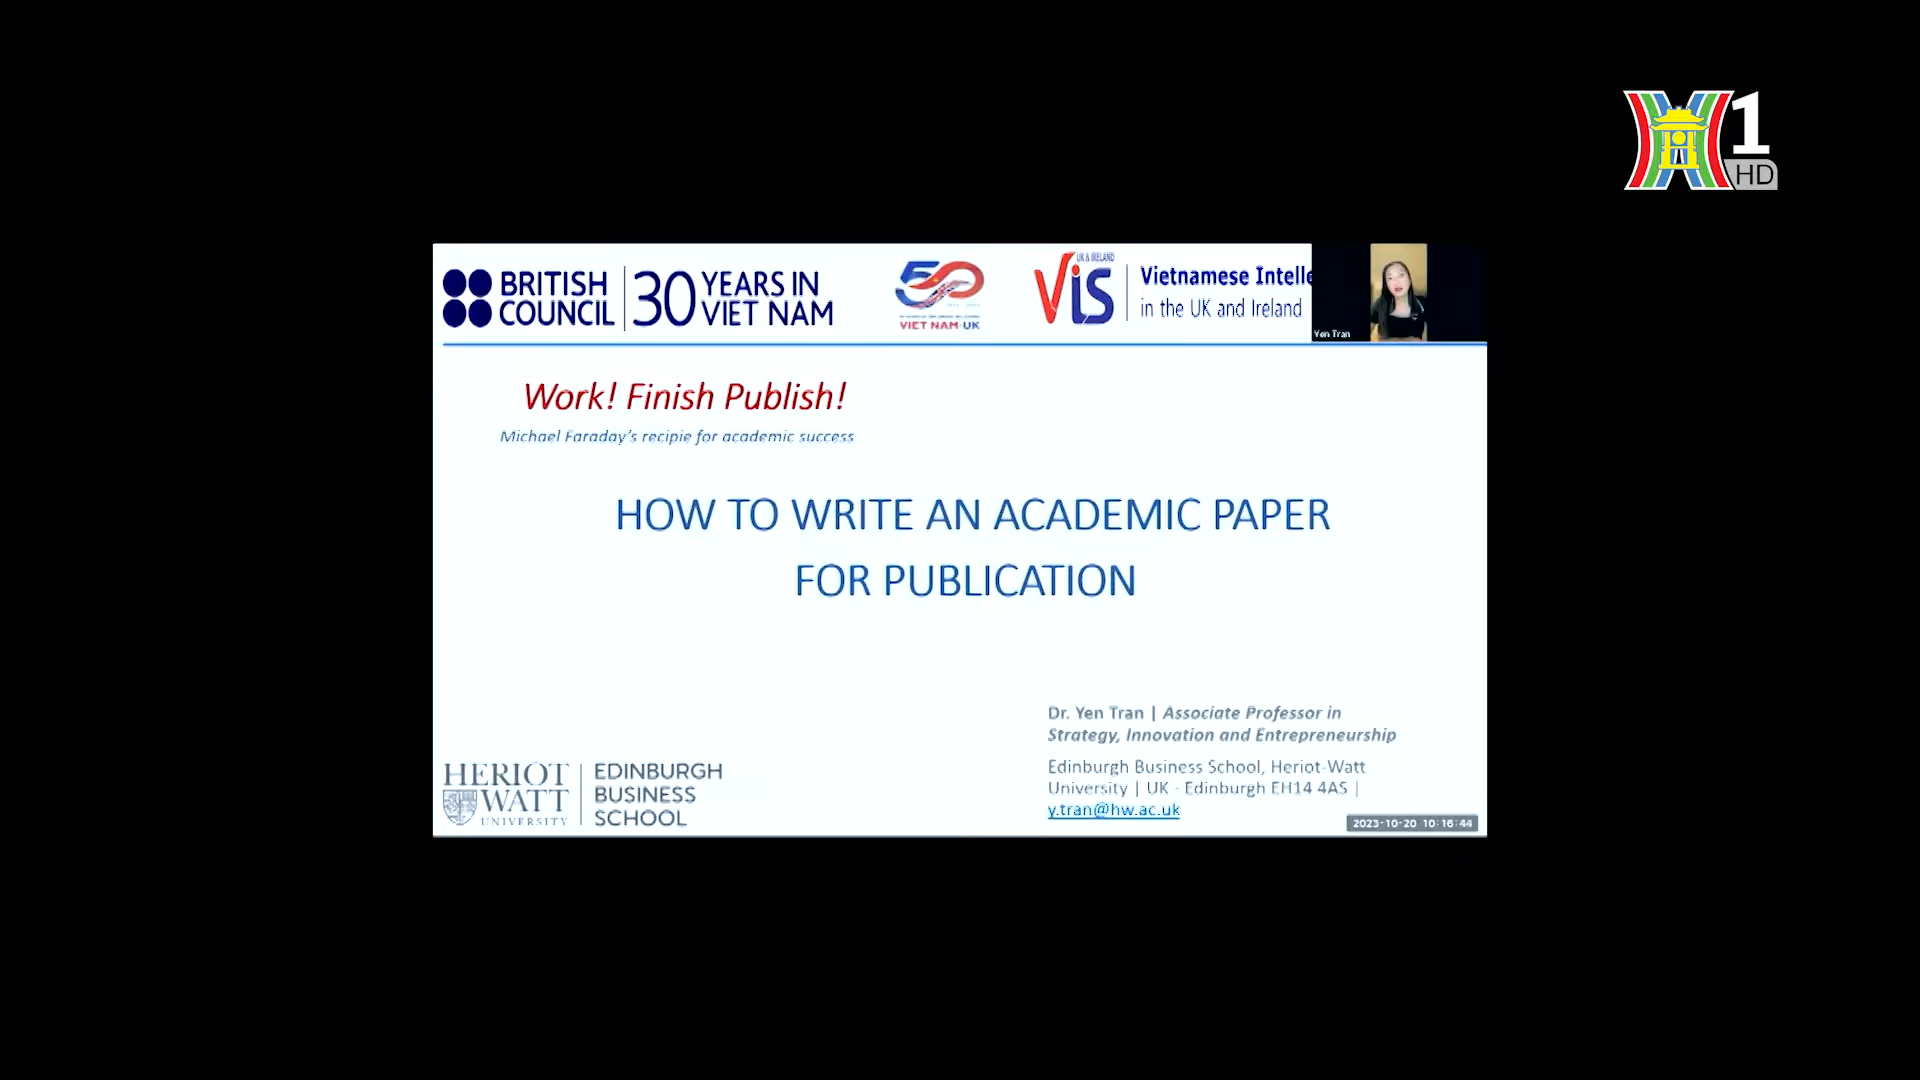 1
HD
BRITISH
COUNCIL
30
YEARS IN
VIET NAM
50
VIET NAM-UK
UK & IRELAND
ViS
Vietnamese Intelle
in the UK and Ireland
Yen Tran
Work! Finish Publish!
Michael Faraday's recipie for academic success
HOW TO WRITE AN ACADEMIC PAPER
FOR PUBLICATION
Dr. Yen Tran | Associate Professor in
Strategy, Innovation and Entrepreneurship
Edinburgh Business School, Heriot-Watt
University | UK - Edinburgh EH14 4AS |
y.tran@hw.ac.uk
HERIOT
WATT
UNIVERSITY
EDINBURGH
BUSINESS
SCHOOL
2023-10-20 10:16:44